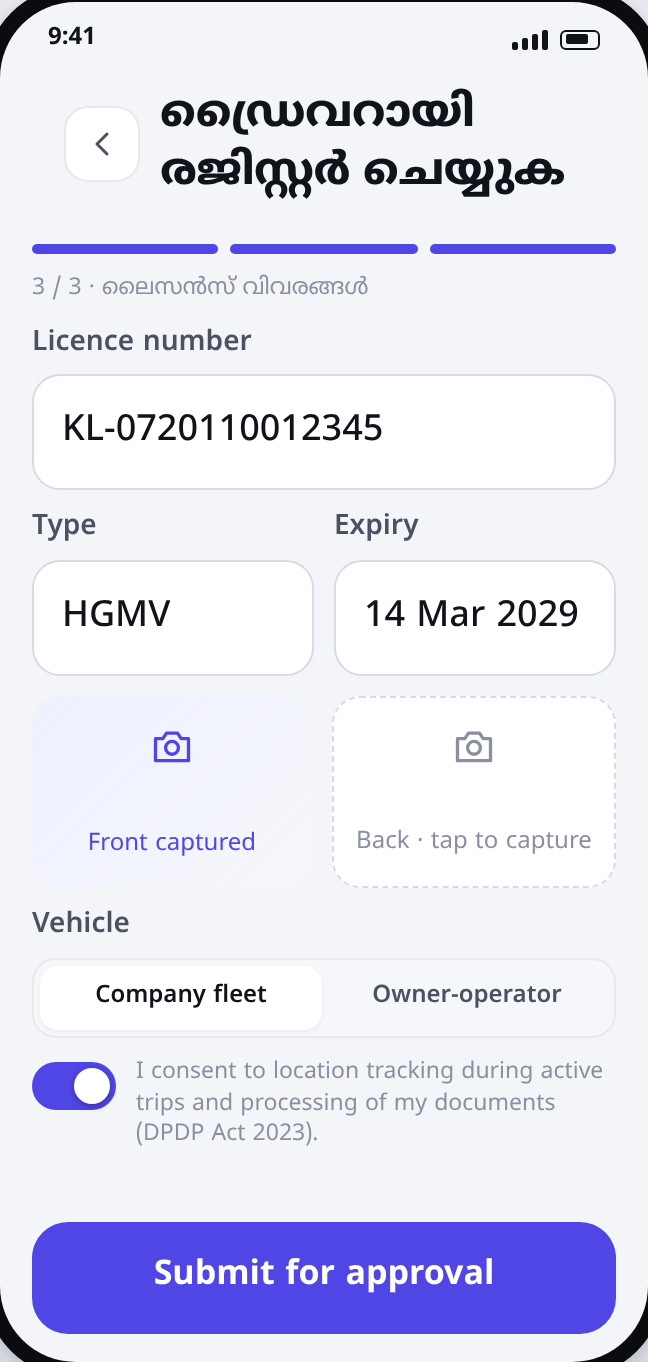 9:41
ഡ്രൈവറായി
രജിസ്റ്റർ ചെയ്യുക
3 / 3 · ലൈസൻസ് വിവരങ്ങൾ
Licence number
KL-0720110012345
Type
Expiry
HGMV
14 Mar 2029
Front captured
Back · tap to capture
Vehicle
Company fleet
Owner-operator
I consent to location tracking during active
trips and processing of my documents
(DPDP Act 2023).
Submit for approval